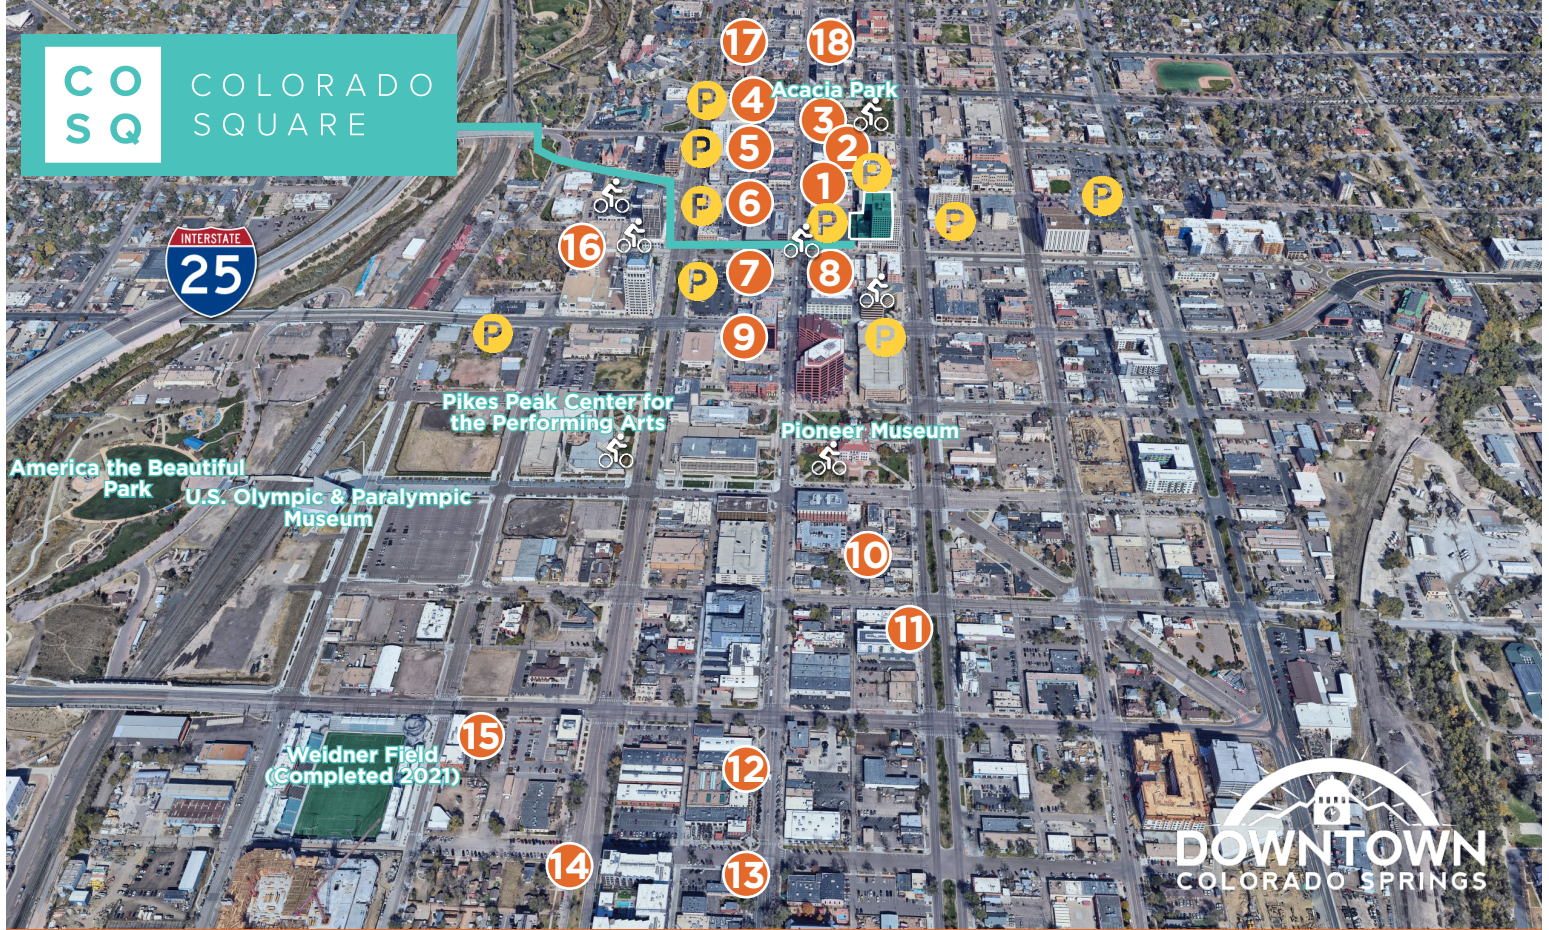 17
18
CO
SQ
COLORADO
SQUARE
P
4
Acacia Park
3
P
5
2
P
1
P
P
6
P
P
16
INTERSTATE
25
7
8
P
P
9
P
Pikes Peak Center for
the Performing Arts
Pioneer Museum
America the Beautiful
Park
U.S. Olympic & Paralympic
Museum
10
11
15
Weidner Field
(Completed 2021)
12
14
13
DOWNTOWN
COLORADO SPRINGS